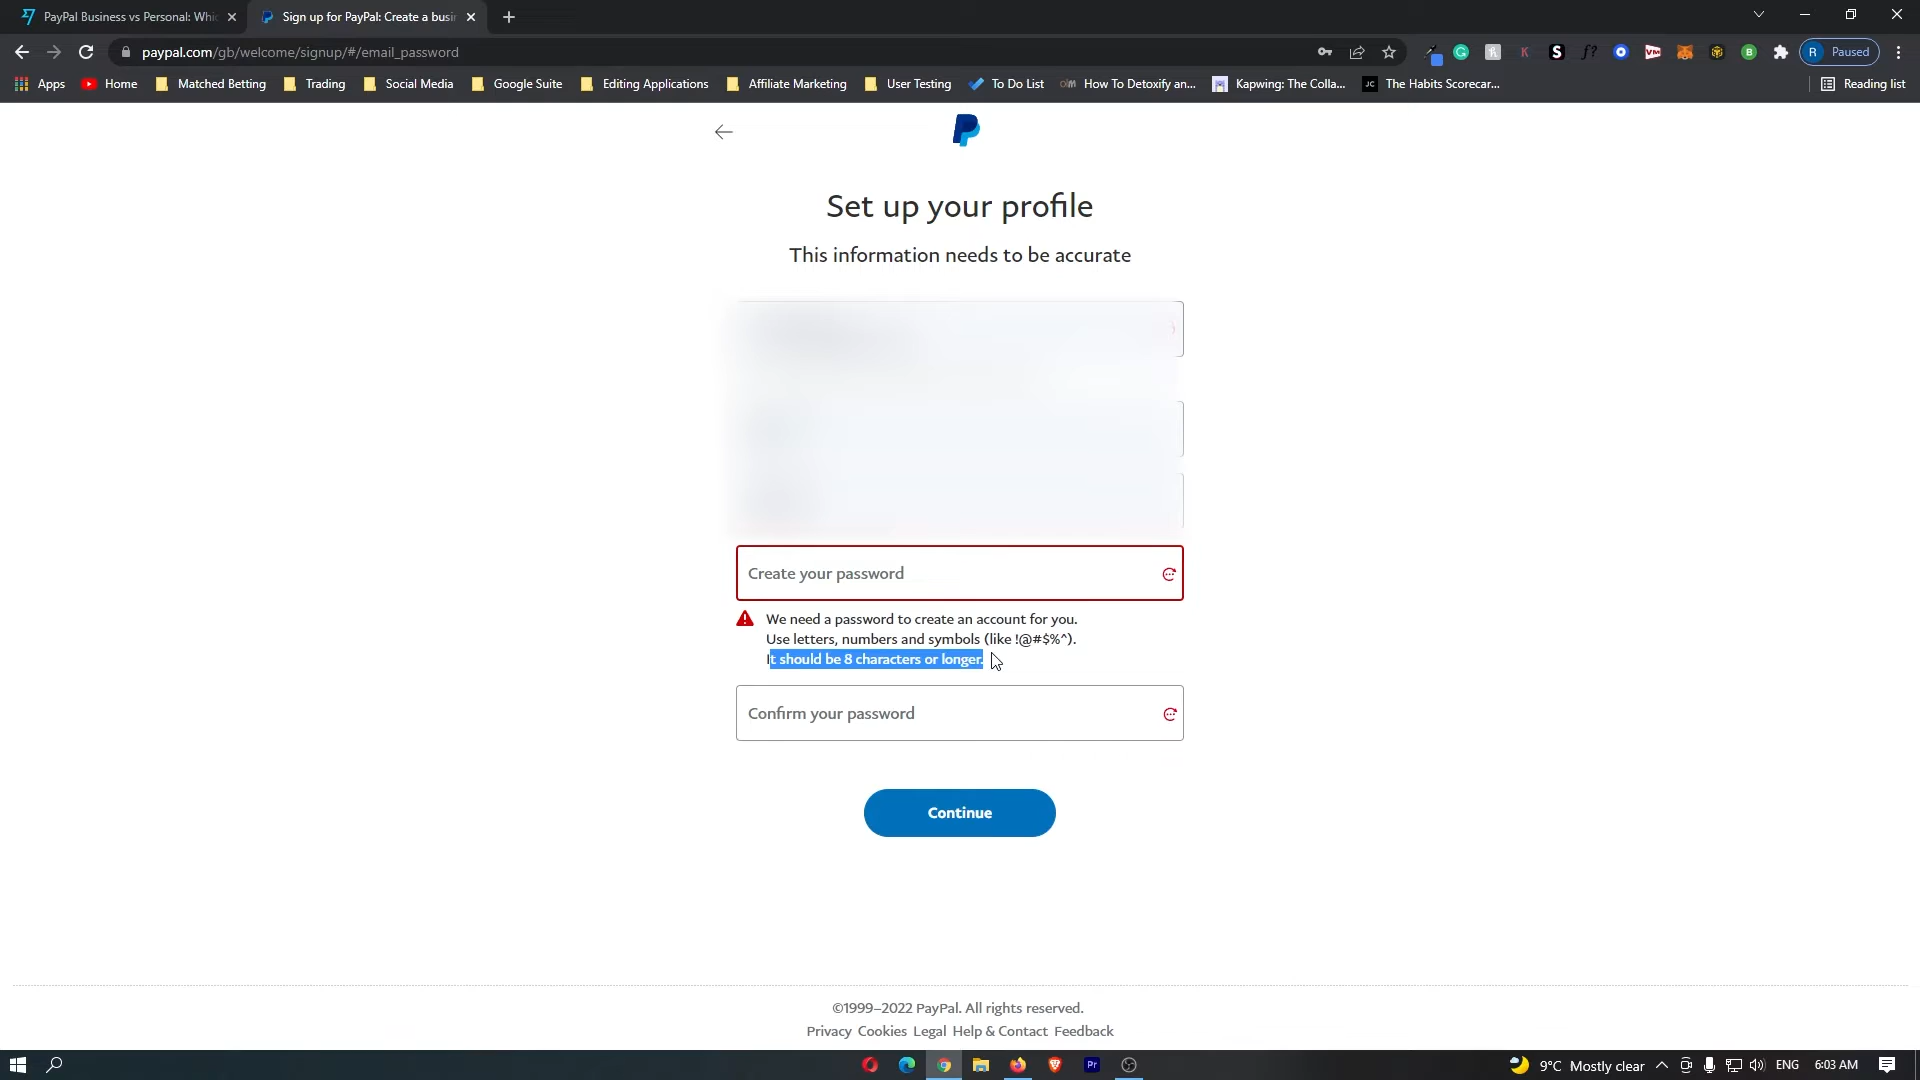 PayPal Business vs Personal: Whic
Sign up for PayPal: Create a busin
paypal.com/gb/welcome/signup/#/email_password
R Paused
Apps Home Matched Betting Trading Social Media Google Suite Editing Applications Affiliate Marketing User Testing To Do List How To Detoxify an... Kapwing: The Colla... JC The Habits Scorecar... Reading list
Set up your profile
This information needs to be accurate
Create your password
We need a password to create an account for you.
Use letters, numbers and symbols (like !@#$%^).
It should be 8 characters or longer.
Confirm your password
Continue
©1999–2022 PayPal. All rights reserved.
Privacy Cookies Legal Help & Contact Feedback
Pr
9°C Mostly clear ENG 6:03 AM